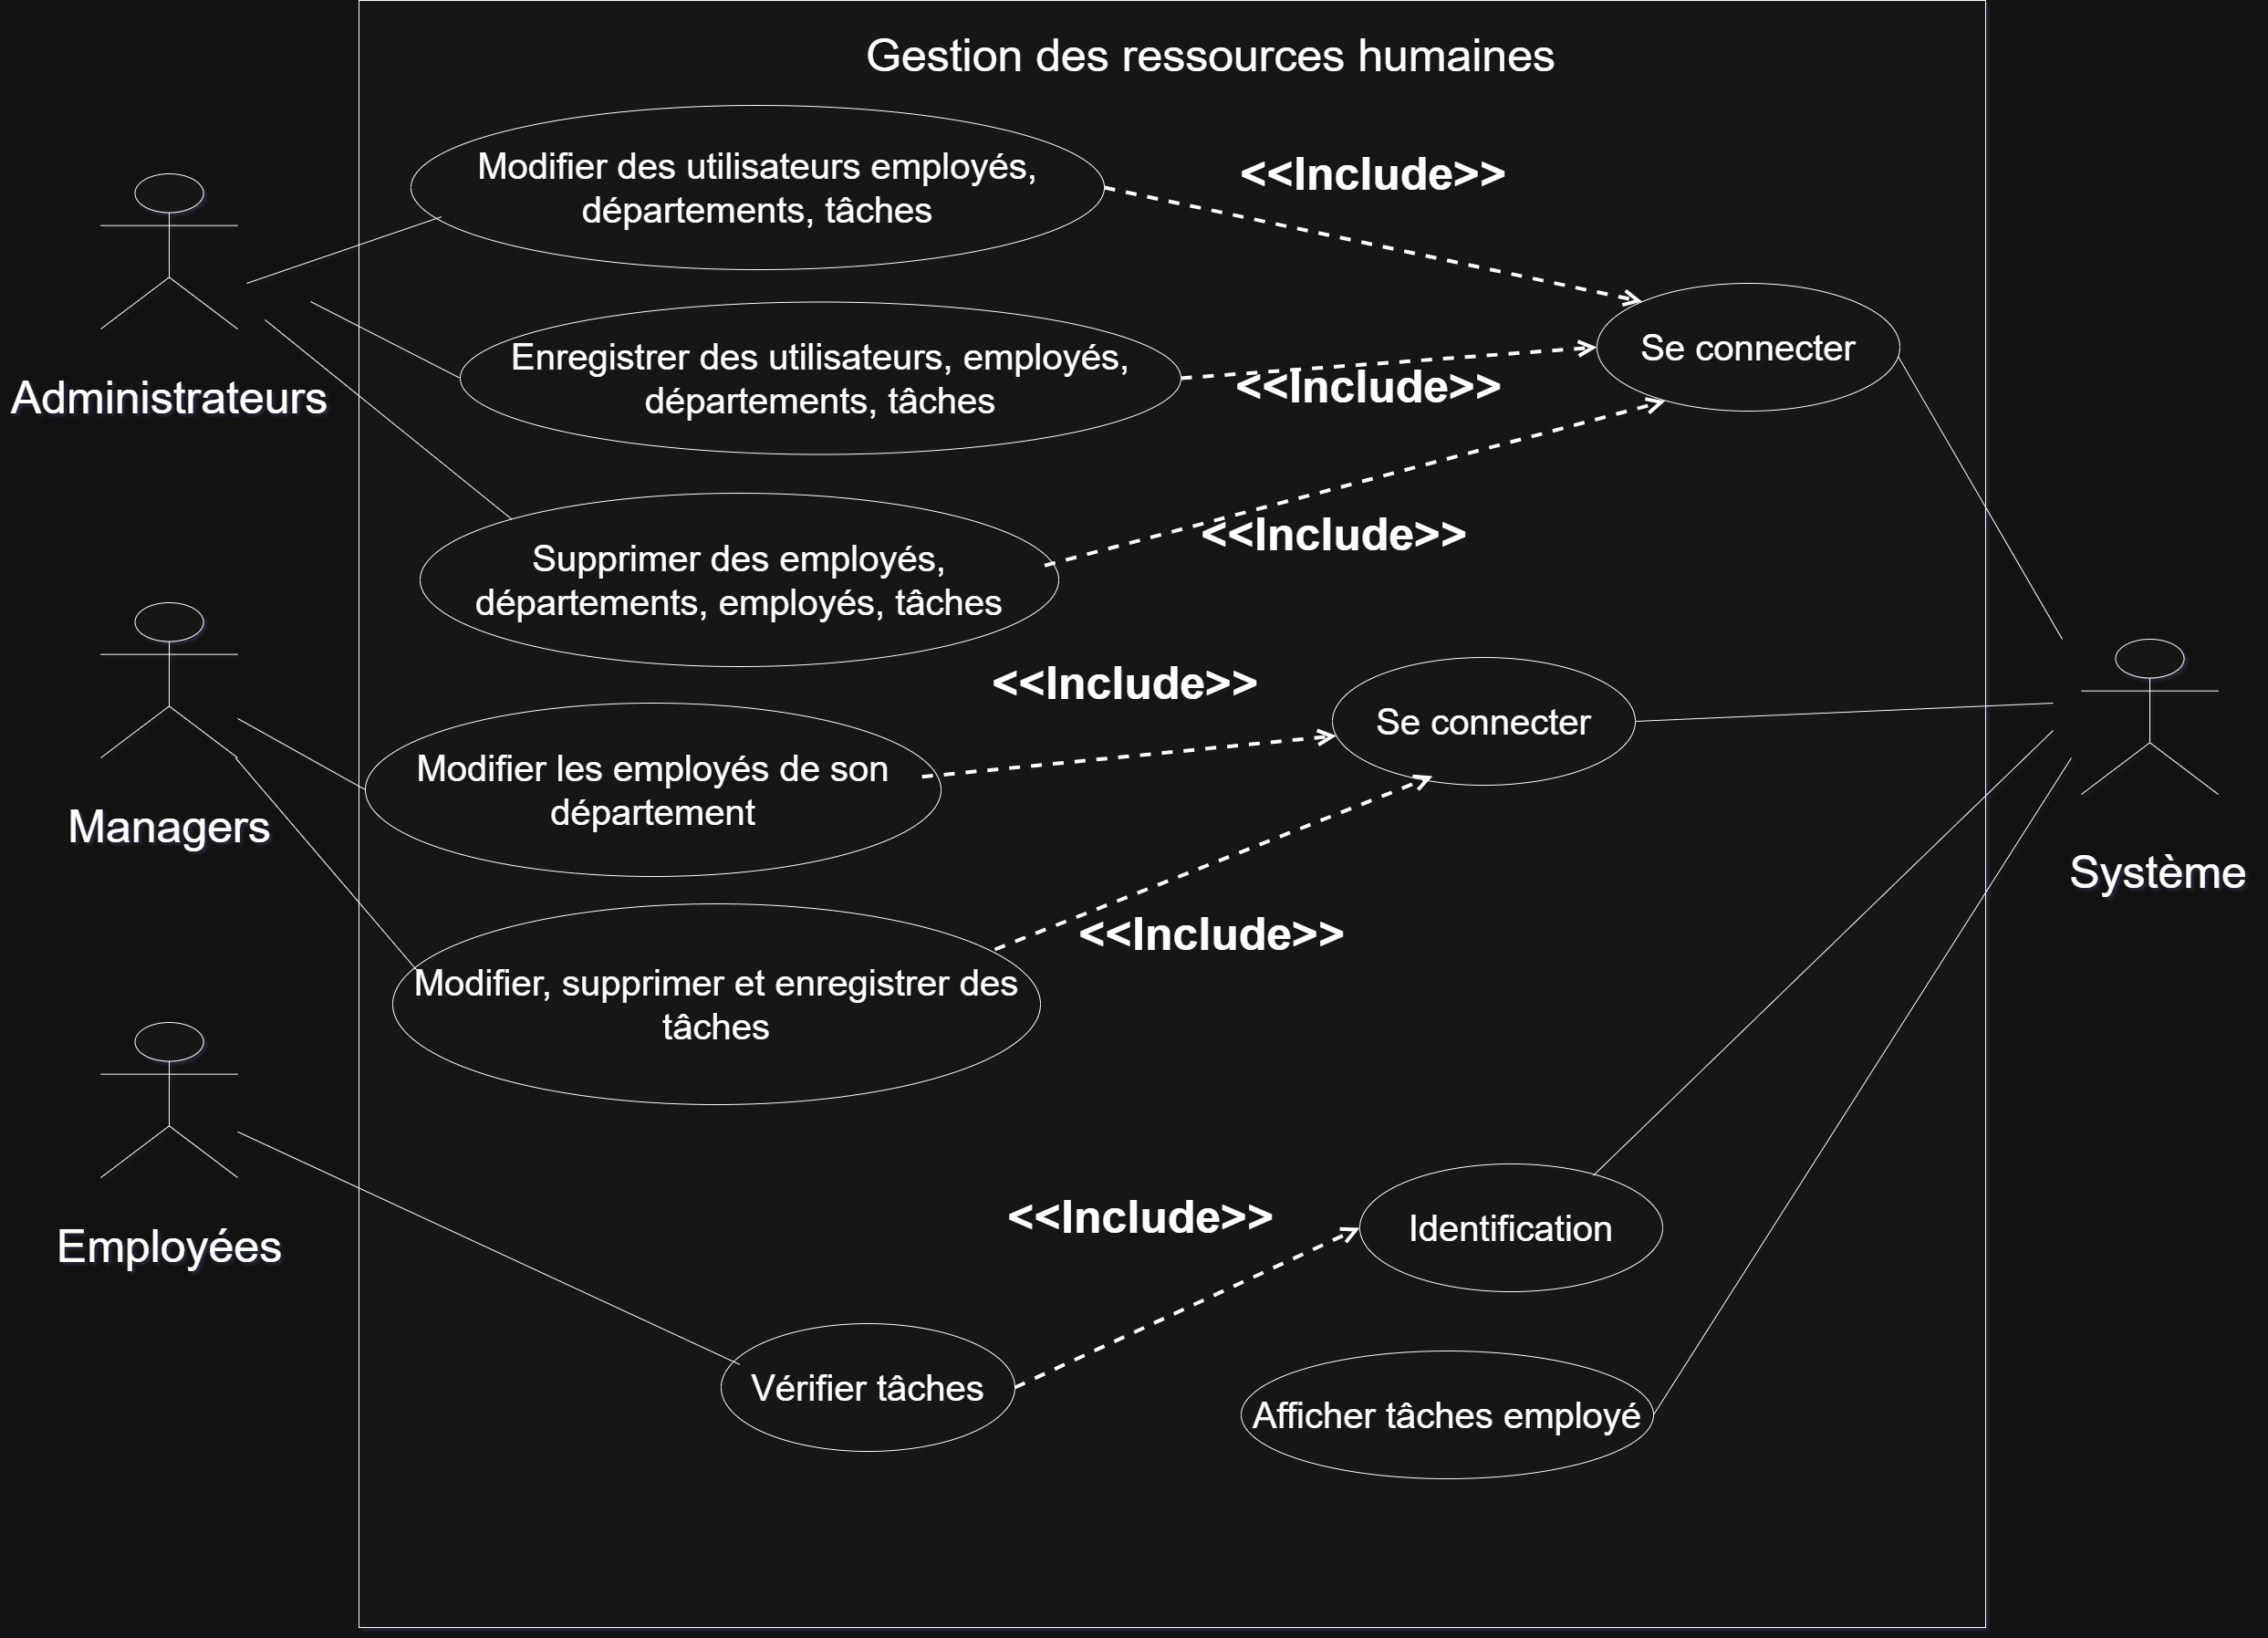 Gestion des ressources humaines
Modifier des utilisateurs employés,
départements, tâches
<<Include>>
Administrateurs
Enregistrer des utilisateurs, employés,
départements, tâches
<<Include>>
Se connecter
Supprimer des employés,
départements, employés, tâches
<<Include>>
Managers
Modifier les employés de son
département
<<Include>>
Se connecter
Système
Modifier, supprimer et enregistrer des
tâches
<<Include>>
Employées
<<Include>>
Identification
Vérifier tâches
Afficher tâches employé